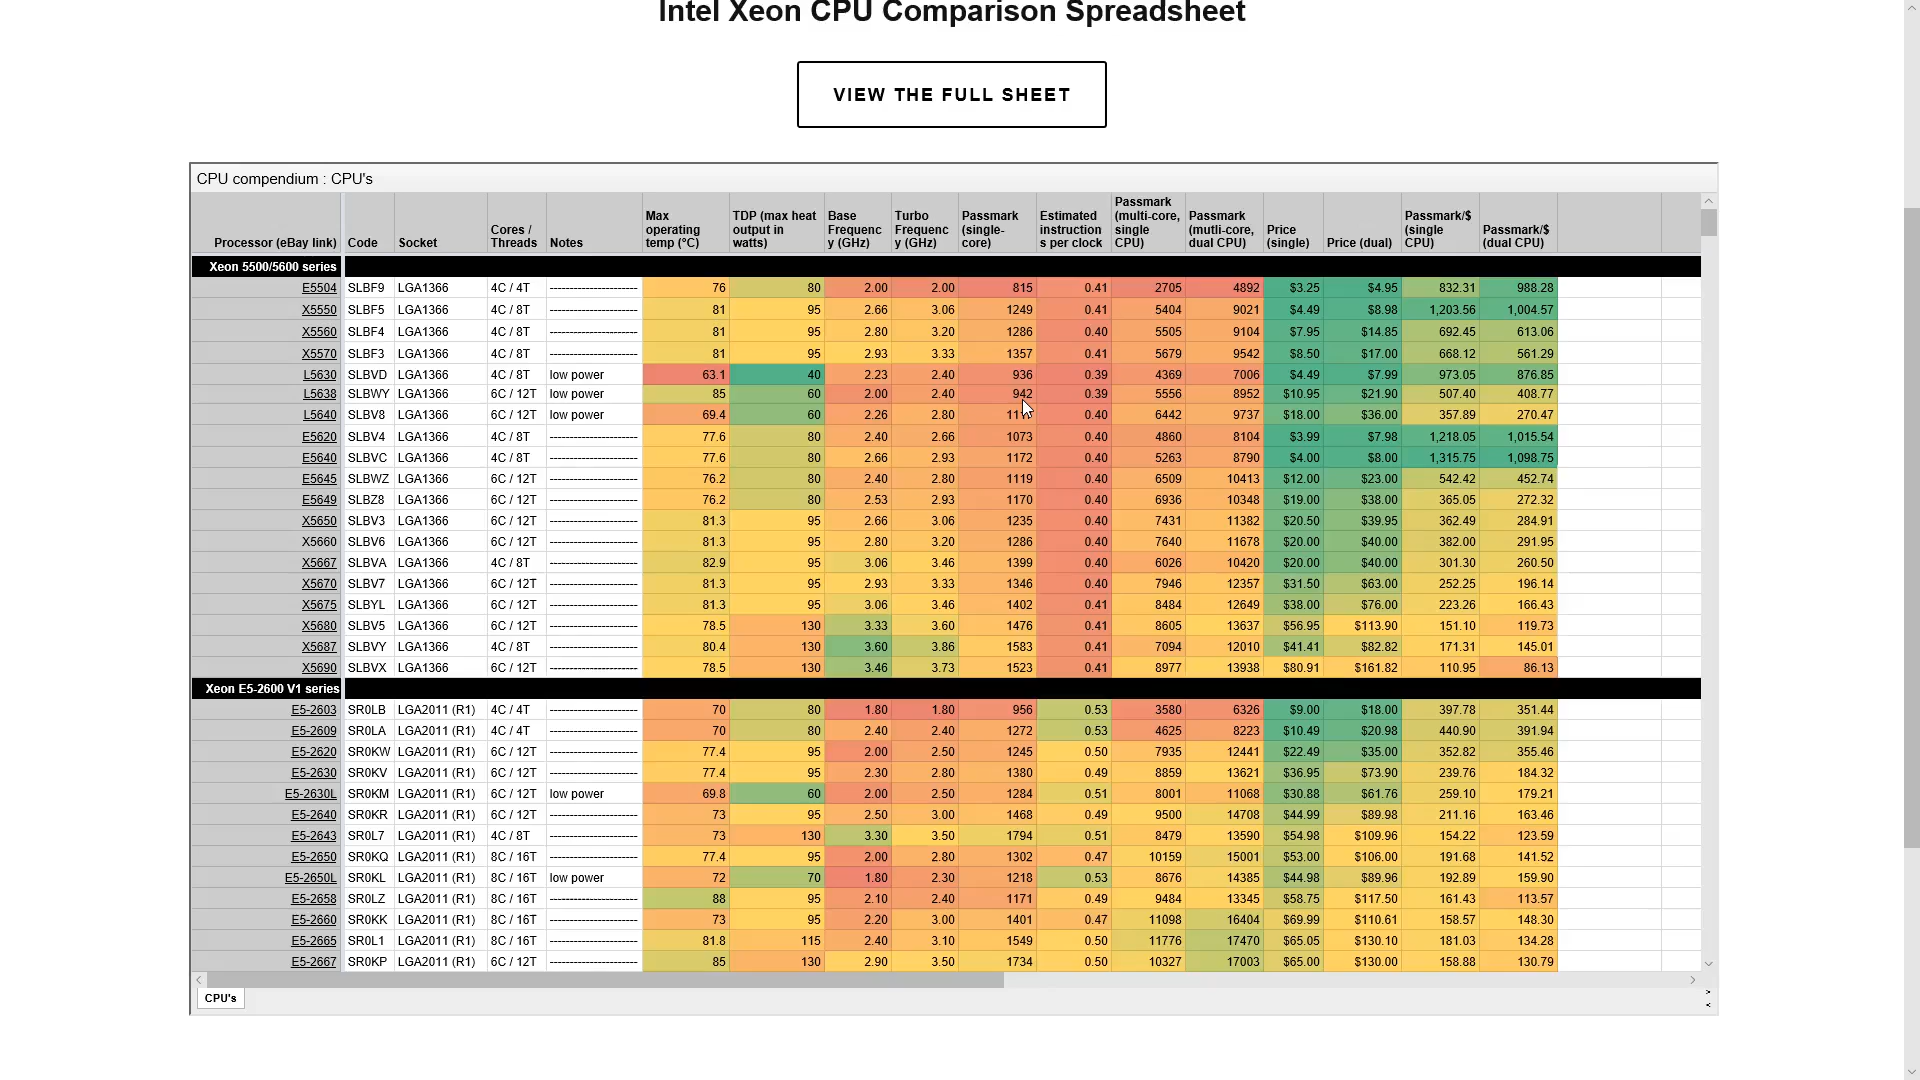 Intel Xeon CPU Comparison Spreadsheet
VIEW THE FULL SHEET
CPU compendium : CPU's
Processor (eBay link) Code Socket Cores / Threads Notes Max operating temp (°C) TDP (max heat output in watts) Base Frequency (GHz) Turbo Frequency (GHz) Passmark (single-core) Estimated instructions per clock Passmark (multi-core, single CPU) Passmark (mutli-core, dual CPU) Price (single) Price (dual) Passmark/$ (single CPU) Passmark/$ (dual CPU)
Xeon 5500/5600 series
E5504 SLBF9 LGA1366 4C / 4T ---------------------- 76 80 2.00 2.00 815 0.41 2705 4892 $3.25 $4.95 832.31 988.28
X5550 SLBF5 LGA1366 4C / 8T ---------------------- 81 95 2.66 3.06 1249 0.41 5404 9021 $4.49 $8.98 1,203.56 1,004.57
X5560 SLBF4 LGA1366 4C / 8T ---------------------- 81 95 2.80 3.20 1286 0.40 5505 9104 $7.95 $14.85 692.45 613.06
X5570 SLBF3 LGA1366 4C / 8T ---------------------- 81 95 2.93 3.33 1357 0.41 5679 9542 $8.50 $17.00 668.12 561.29
L5630 SLBVD LGA1366 4C / 8T low power 63.1 40 2.23 2.40 936 0.39 4369 7006 $4.49 $7.99 973.05 876.85
L5638 SLBWY LGA1366 6C / 12T low power 85 60 2.00 2.40 942 0.39 5556 8952 $10.95 $21.90 507.40 408.77
L5640 SLBV8 LGA1366 6C / 12T low power 69.4 60 2.26 2.80 0.40 6442 9737 $18.00 $36.00 357.89 270.47
E5620 SLBV4 LGA1366 4C / 8T ---------------------- 77.6 80 2.40 2.66 1073 0.40 4860 8104 $3.99 $7.98 1,218.05 1,015.54
E5640 SLBVC LGA1366 4C / 8T ---------------------- 77.6 80 2.66 2.93 1172 0.40 5263 8790 $4.00 $8.00 1,315.75 1,098.75
E5645 SLBWZ LGA1366 6C / 12T ---------------------- 76.2 80 2.40 2.80 1119 0.40 6509 10413 $12.00 $23.00 542.42 452.74
E5649 SLBZ8 LGA1366 6C / 12T ---------------------- 76.2 80 2.53 2.93 1170 0.40 6936 10348 $19.00 $38.00 365.05 272.32
X5650 SLBV3 LGA1366 6C / 12T ---------------------- 81.3 95 2.66 3.06 1235 0.40 7431 11382 $20.50 $39.95 362.49 284.91
X5660 SLBV6 LGA1366 6C / 12T ---------------------- 81.3 95 2.80 3.20 1286 0.40 7640 11678 $20.00 $40.00 382.00 291.95
X5667 SLBVA LGA1366 4C / 8T ---------------------- 82.9 95 3.06 3.46 1399 0.40 6026 10420 $20.00 $40.00 301.30 260.50
X5670 SLBV7 LGA1366 6C / 12T ---------------------- 81.3 95 2.93 3.33 1346 0.40 7946 12357 $31.50 $63.00 252.25 196.14
X5675 SLBYL LGA1366 6C / 12T ---------------------- 81.3 95 3.06 3.46 1402 0.41 8484 12649 $38.00 $76.00 223.26 166.43
X5680 SLBV5 LGA1366 6C / 12T ---------------------- 78.5 130 3.33 3.60 1476 0.41 8605 13637 $56.95 $113.90 151.10 119.73
X5687 SLBVY LGA1366 4C / 8T ---------------------- 80.4 130 3.60 3.86 1583 0.41 7094 12010 $41.41 $82.82 171.31 145.01
X5690 SLBVX LGA1366 6C / 12T ---------------------- 78.5 130 3.46 3.73 1523 0.41 8977 13938 $80.91 $161.82 110.95 86.13
Xeon E5-2600 V1 series
E5-2603 SR0LB LGA2011 (R1) 4C / 4T ---------------------- 70 80 1.80 1.80 956 0.53 3580 6326 $9.00 $18.00 397.78 351.44
E5-2609 SR0LA LGA2011 (R1) 4C / 4T ---------------------- 70 80 2.40 2.40 1272 0.53 4625 8223 $10.49 $20.98 440.90 391.94
E5-2620 SR0KW LGA2011 (R1) 6C / 12T ---------------------- 77.4 95 2.00 2.50 1245 0.50 7935 12441 $22.49 $35.00 352.82 355.46
E5-2630 SR0KV LGA2011 (R1) 6C / 12T ---------------------- 77.4 95 2.30 2.80 1380 0.49 8859 13621 $36.95 $73.90 239.76 184.32
E5-2630L SR0KM LGA2011 (R1) 6C / 12T low power 69.8 60 2.00 2.50 1284 0.51 8001 11068 $30.88 $61.76 259.10 179.21
E5-2640 SR0KR LGA2011 (R1) 6C / 12T ---------------------- 73 95 2.50 3.00 1468 0.49 9500 14708 $44.99 $89.98 211.16 163.46
E5-2643 SR0L7 LGA2011 (R1) 4C / 8T ---------------------- 73 130 3.30 3.50 1794 0.51 8479 13590 $54.98 $109.96 154.22 123.59
E5-2650 SR0KQ LGA2011 (R1) 8C / 16T ---------------------- 77.4 95 2.00 2.80 1302 0.47 10159 15001 $53.00 $106.00 191.68 141.52
E5-2650L SR0KL LGA2011 (R1) 8C / 16T low power 72 70 1.80 2.30 1218 0.53 8676 14385 $44.98 $89.96 192.89 159.90
E5-2658 SR0LZ LGA2011 (R1) 8C / 16T ---------------------- 88 95 2.10 2.40 1171 0.49 9484 13345 $58.75 $117.50 161.43 113.57
E5-2660 SR0KK LGA2011 (R1) 8C / 16T ---------------------- 73 95 2.20 3.00 1401 0.47 11098 16404 $69.99 $110.61 158.57 148.30
E5-2665 SR0L1 LGA2011 (R1) 8C / 16T ---------------------- 81.8 115 2.40 3.10 1549 0.50 11776 17470 $65.05 $130.10 181.03 134.28
E5-2667 SR0KP LGA2011 (R1) 6C / 12T ---------------------- 85 130 2.90 3.50 1734 0.50 10327 17003 $65.00 $130.00 158.88 130.79
CPU's